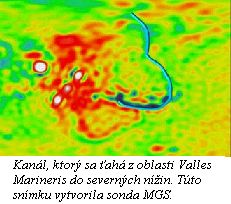 Kanál, ktorý sa ťahá z oblasti Valles
Marineris do severných nížin. Túto
snímku vytvorila sonda MGS.